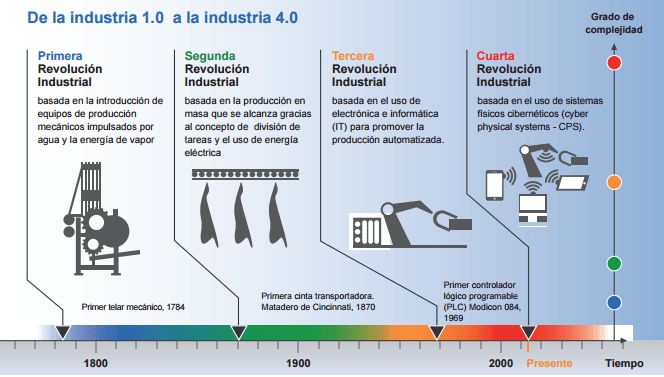 De la industria 1.0  a la industria 4.0
Grado de
complejidad
Primera
Revolución
Industrial
basada en la introducción de
equipos de producción
mecánicos impulsados por
agua y la energía de vapor
Segunda
Revolución
Industrial
basada en la producción en
masa que se alcanza gracias
al concepto de  división de
tareas y el uso de energía
eléctrica
Tercera
Revolución
Industrial
basada en el uso de
electrónica e informática
(IT) para promover la
producción automatizada.
Cuarta
Revolución
Industrial
basada en el uso de sistemas
físicos cibernéticos (cyber
physical systems - CPS).
Primer telar mecánico, 1784
Primera cinta transportadora.
Matadero de Cincinnati, 1870
Primer controlador
lógico programable
(PLC) Modicon 084,
1969
1800
1900
2000
Presente
Tiempo